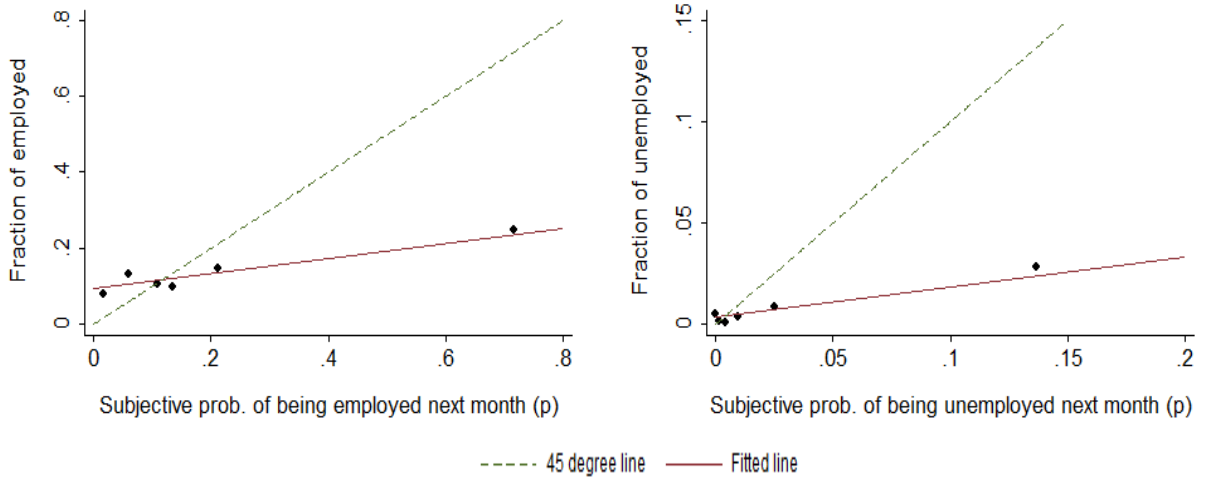 Fraction of employed
.8
.6
.4
.2
0
0 .2 .4 .6 .8
Subjective prob. of being employed next month (p)
Fraction of unemployed
.15
.1
.05
0
0 .05 .1 .15 .2
Subjective prob. of being unemployed next month (p)
45 degree line Fitted line